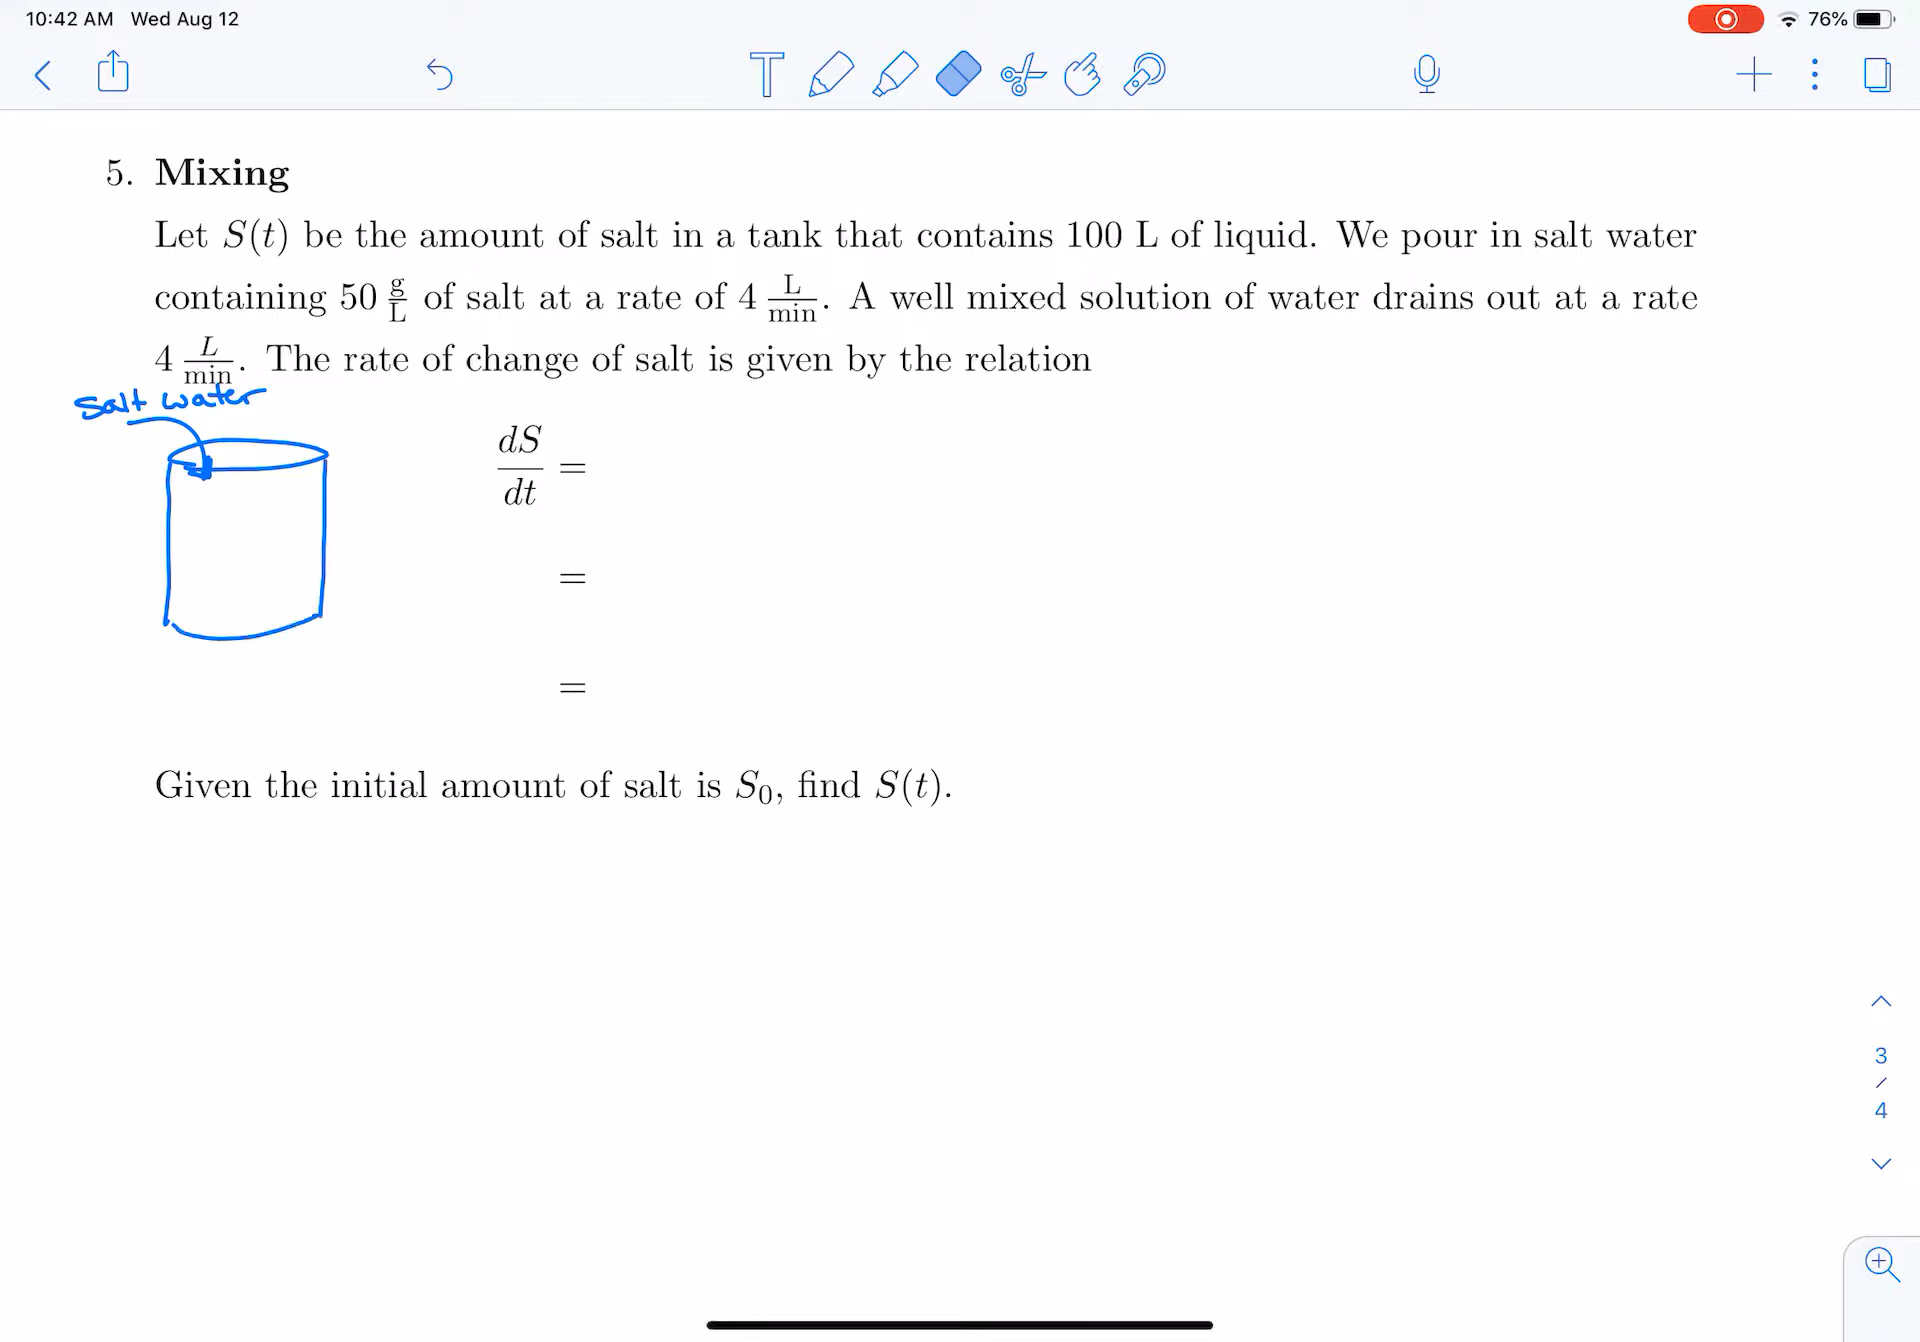 10:42 AM Wed Aug 12
76%
T
5. Mixing
Let S(t) be the amount of salt in a tank that contains 100 L of liquid. We pour in salt water
containing 50 g/L of salt at a rate of 4 L/min. A well mixed solution of water drains out at a rate
4 L/min. The rate of change of salt is given by the relation
Salt water
dS/dt =
=
=
Given the initial amount of salt is S₀, find S(t).
3
/
4